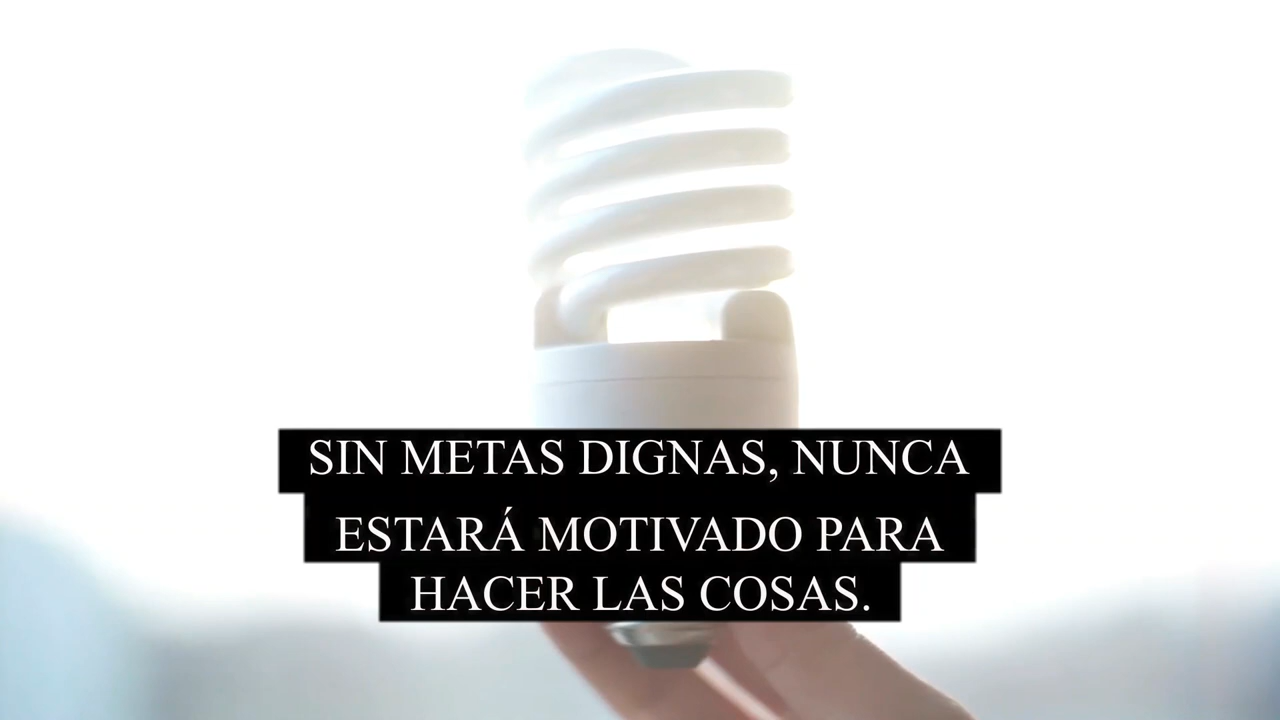 SIN METAS DIGNAS, NUNCA
ESTARÁ MOTIVADO PARA
HACER LAS COSAS.